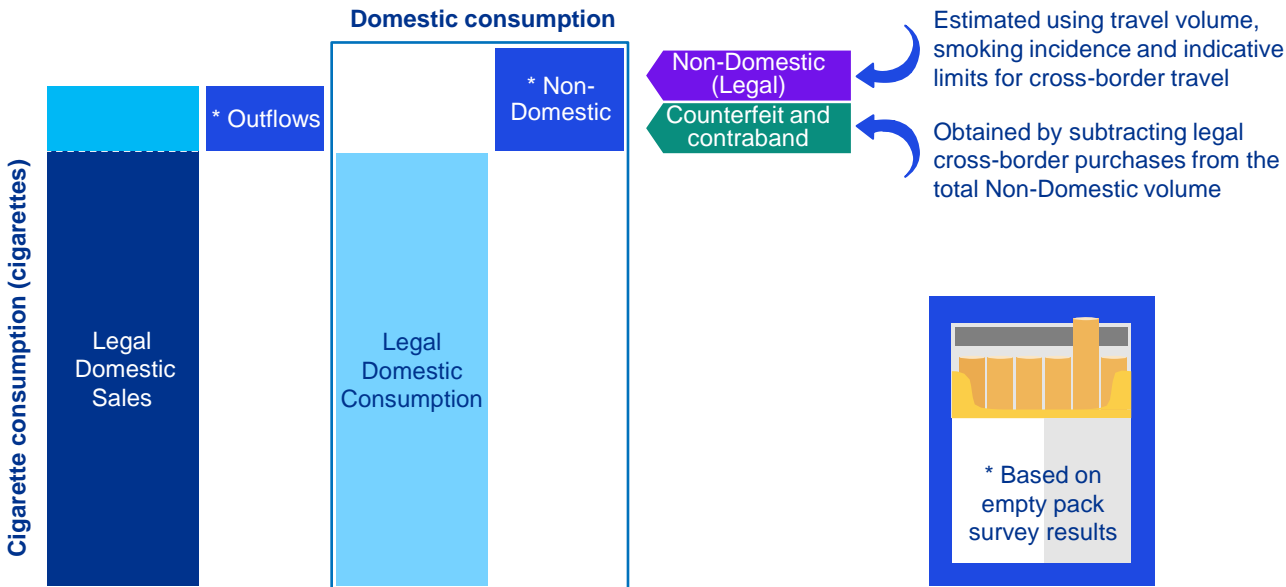 Domestic consumption
Cigarette consumption (cigarettes)
* Outflows
Legal
Domestic
Sales
* Non-
Domestic
Legal
Domestic
Consumption
Non-Domestic
(Legal)
Counterfeit and
contraband
Estimated using travel volume,
smoking incidence and indicative
limits for cross-border travel
Obtained by subtracting legal
cross-border purchases from the
total Non-Domestic volume
* Based on
empty pack
survey results